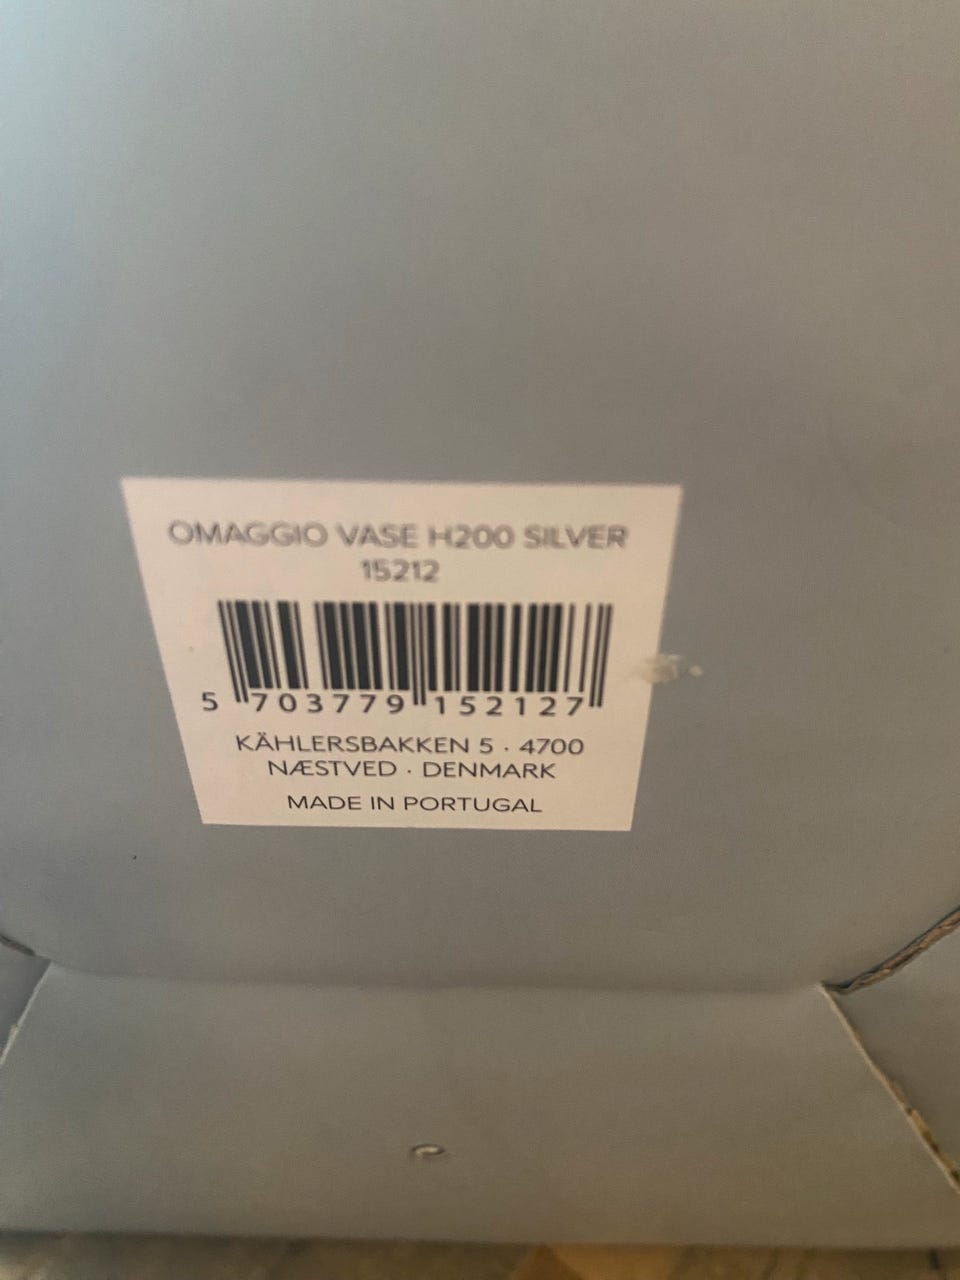 OMAGGIO VASE H200 SILVER
15212
5 703779 152127
KÄHLERSBAKKEN 5 · 4700
NÆSTVED · DENMARK
MADE IN PORTUGAL